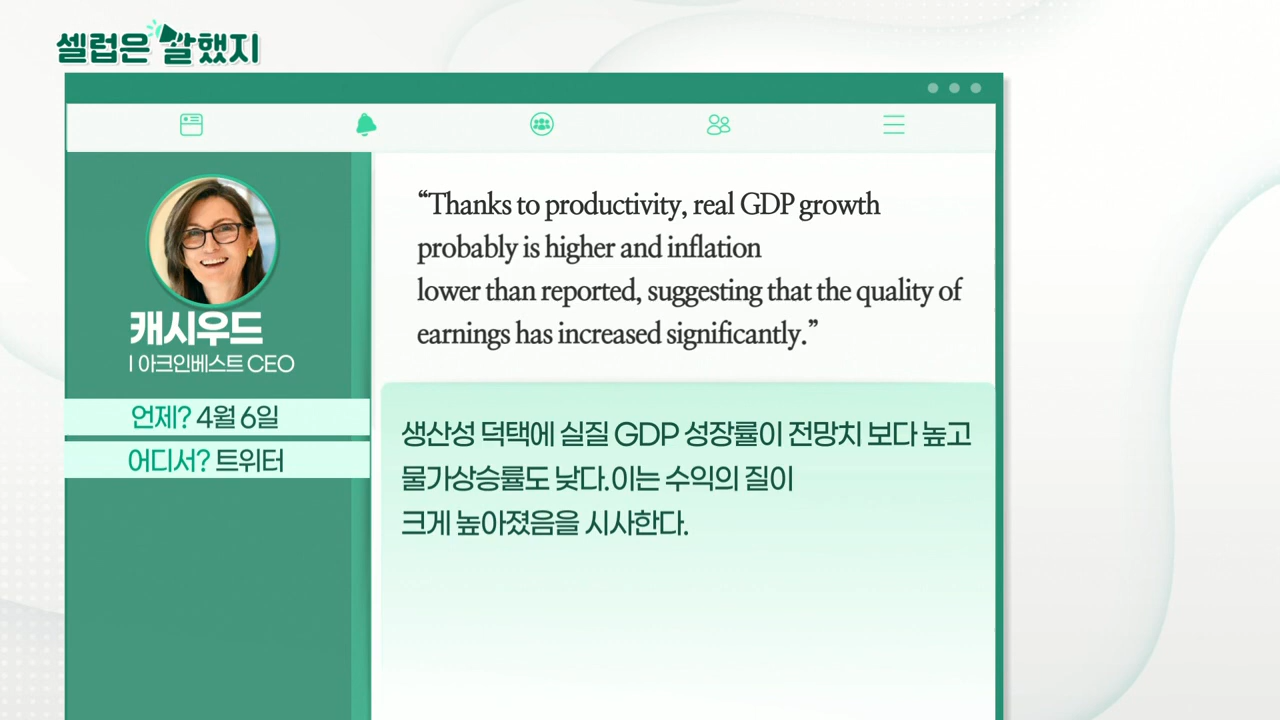 셀럽은 말했지
캐시우드
| 아크인베스트 CEO
언제? 4월 6일
어디서? 트위터
“Thanks to productivity, real GDP growth
probably is higher and inflation
lower than reported, suggesting that the quality of
earnings has increased significantly.”
생산성 덕택에 실질 GDP 성장률이 전망치 보다 높고
물가상승률도 낮다.이는 수익의 질이
크게 높아졌음을 시사한다.